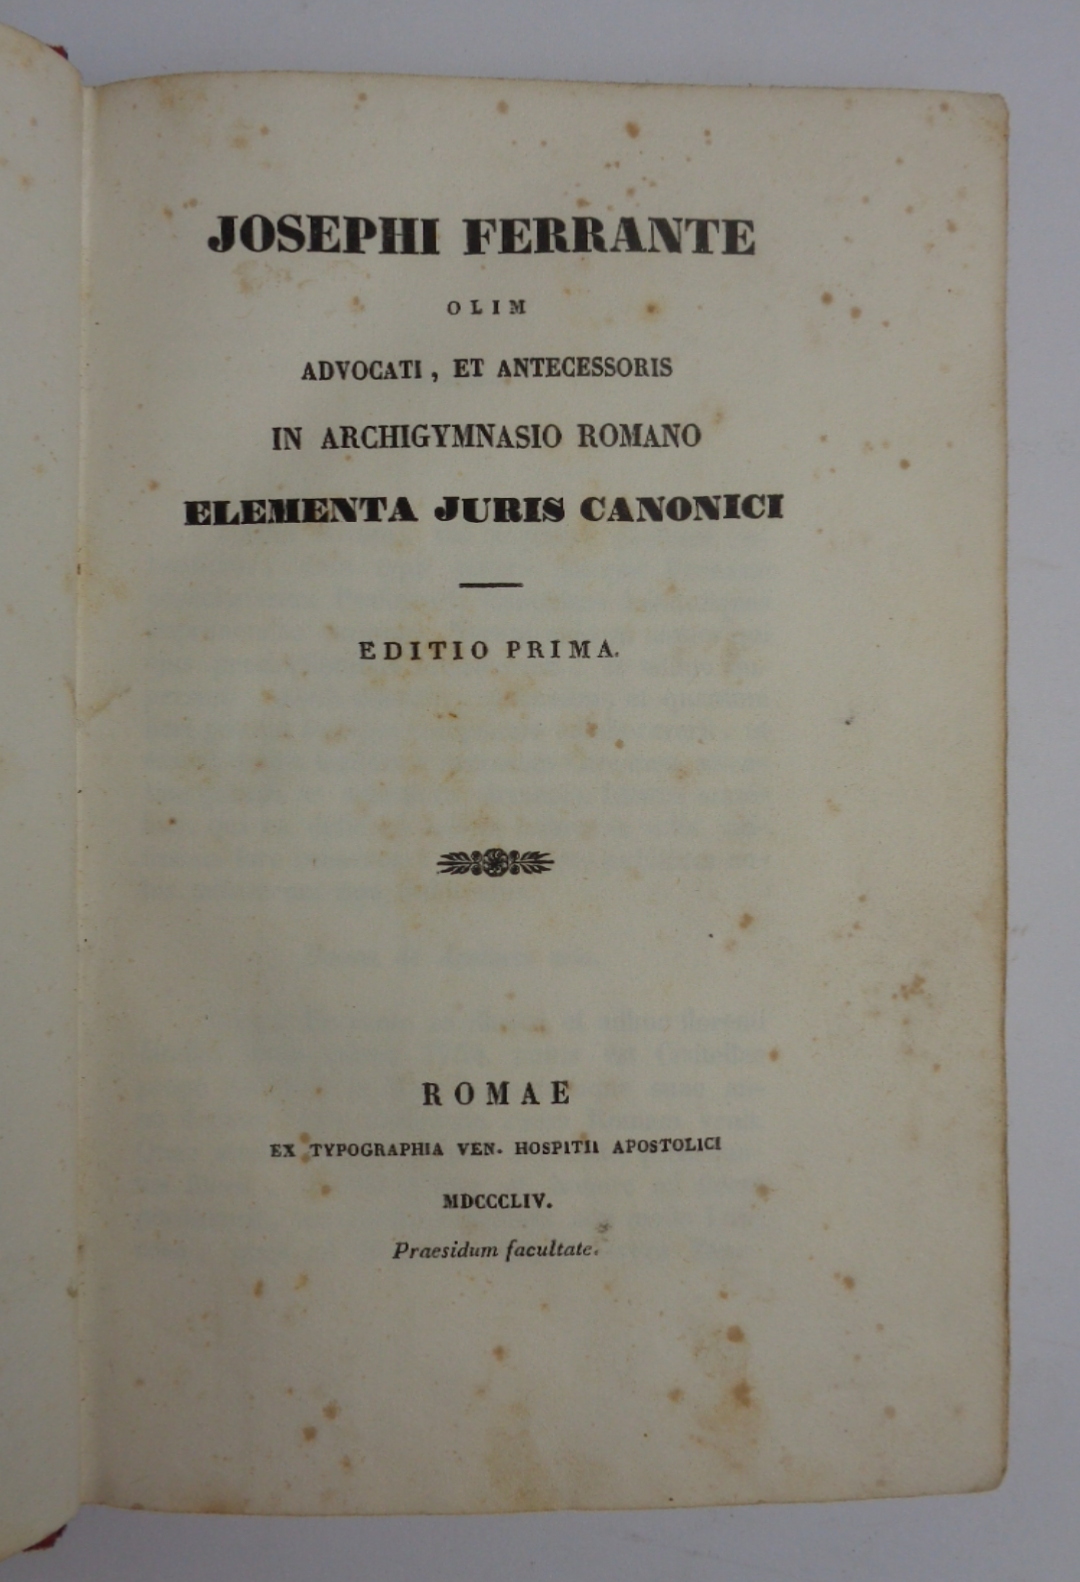 JOSEPHI FERRANTE
OLIM
ADVOCATI, ET ANTECESSORIS
IN ARCHIGYMNASIO ROMANO
ELEMENTA JURIS CANONICI
EDITIO PRIMA.
ROMAE
EX TYPOGRAPHIA VEN. HOSPITII APOSTOLICI
MDCCCLIV.
Praesidum facultate.